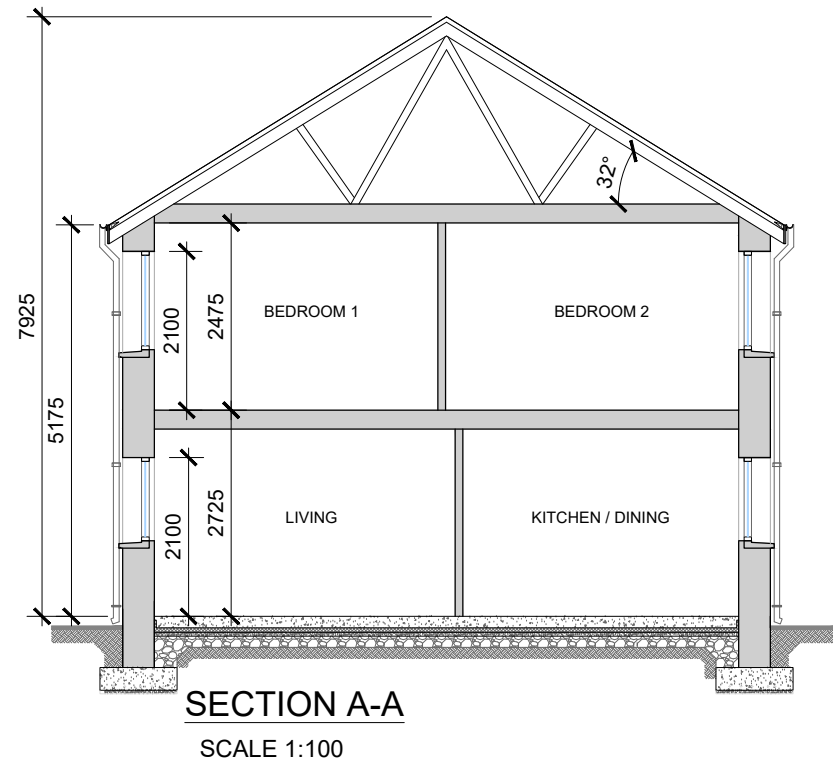 32°
7925
5175
2100
2475
BEDROOM 1
BEDROOM 2
2100
2725
LIVING
KITCHEN / DINING
SECTION A-A
SCALE 1:100